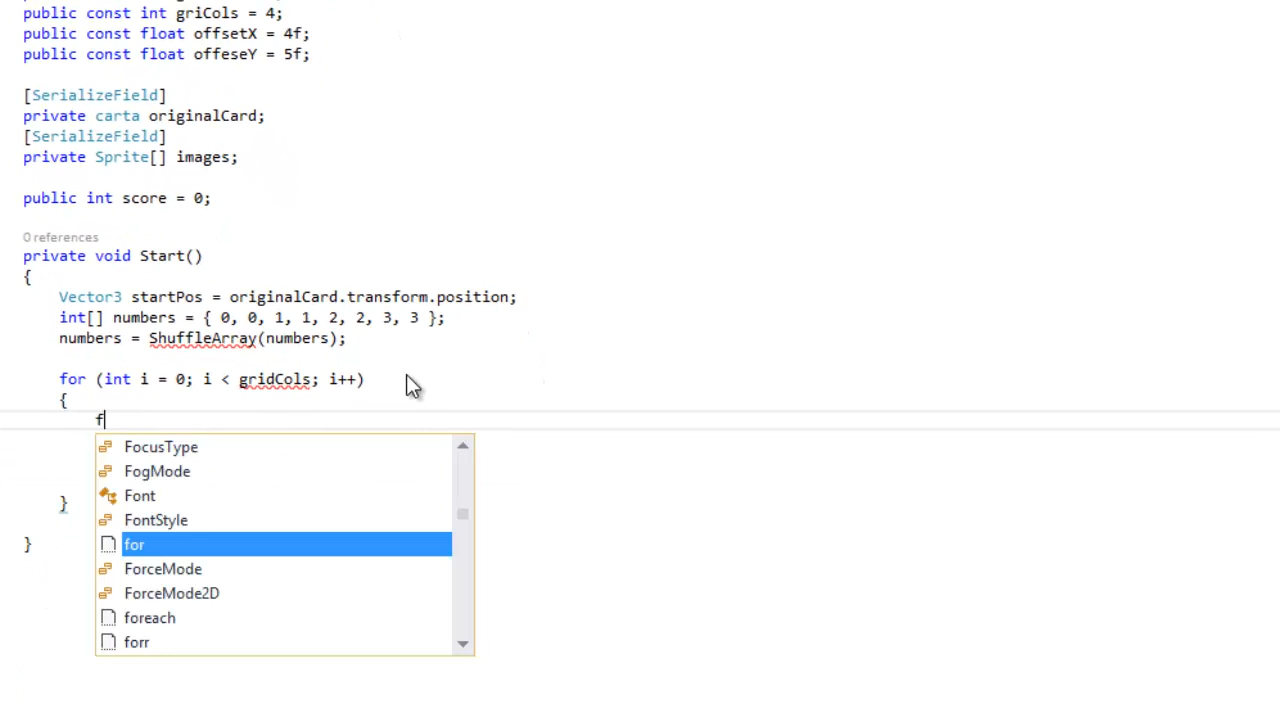 public const int griCols = 4;
public const float offsetX = 4f;
public const float offeseY = 5f;
[SerializeField]
private carta originalCard;
[SerializeField]
private Sprite[] images;
public int score = 0;
0 references
private void Start()
{
Vector3 startPos = originalCard.transform.position;
int[] numbers = { 0, 0, 1, 1, 2, 2, 3, 3 };
numbers = ShuffleArray(numbers);
for (int i = 0; i < gridCols; i++)
{
f
FocusType
FogMode
Font
FontStyle
for
ForceMode
ForceMode2D
foreach
forr
}
}